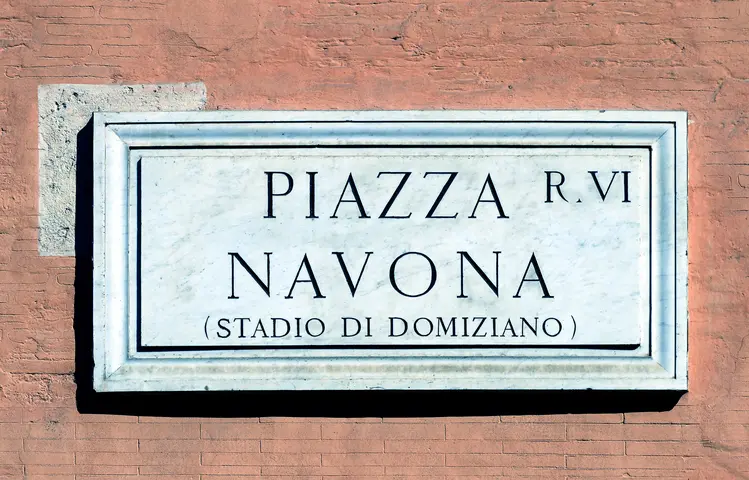 PIAZZA R. VI
NAVONA
(STADIO DI DOMIZIANO)